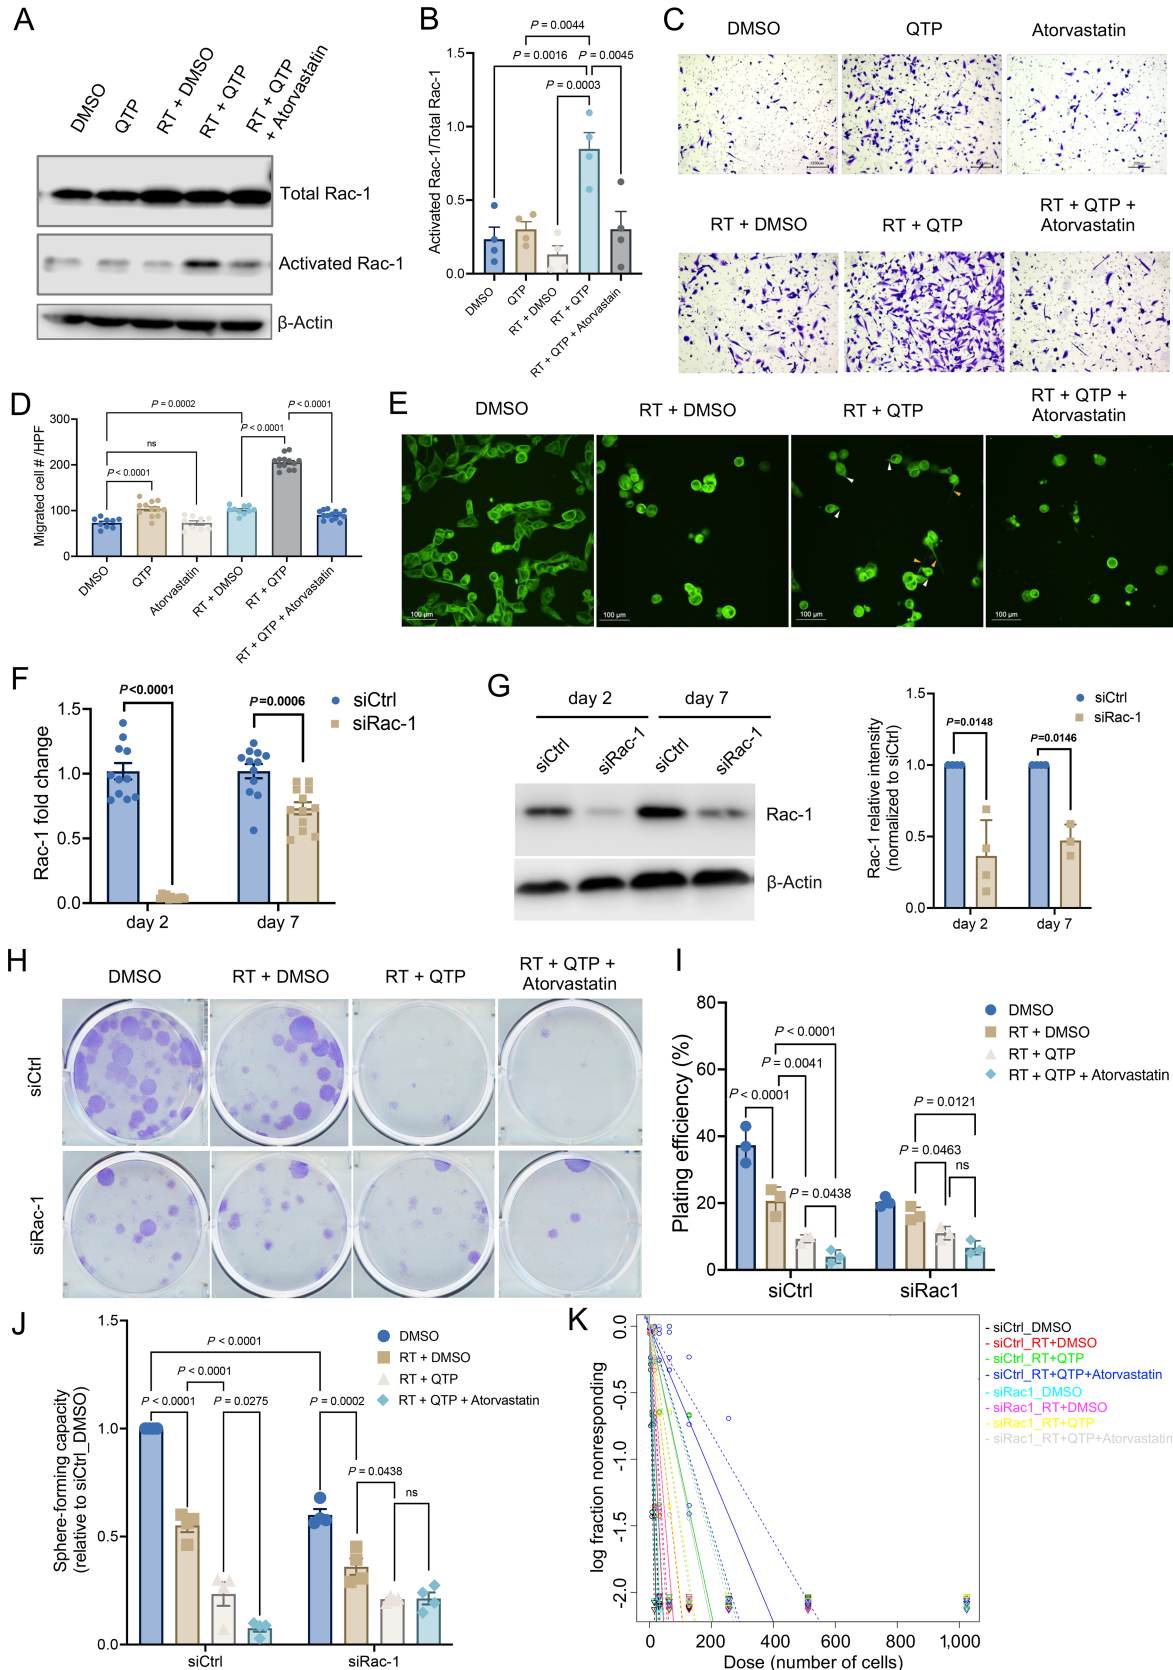 A
DMSO
QTP
RT + DMSO
RT + QTP
RT + QTP
+ Atorvastatin
Total Rac-1
Activated Rac-1
β-Actin
B
P = 0.0044
P = 0.0016
P = 0.0045
P = 0.0003
Activated Rac-1/Total Rac-1
1.5
1.0
0.5
0.0
DMSO
QTP
RT + DMSO
RT + QTP
RT + QTP + Atorvastatin
C
DMSO
QTP
Atorvastatin
RT + DMSO
RT + QTP
RT + QTP +
Atorvastatin
D
P = 0.0002
P < 0.0001
ns
P < 0.0001
P < 0.0001
Migrated cell # /HPF
300
200
100
0
DMSO
QTP
Atorvastatin
RT + DMSO
RT + QTP
RT + QTP + Atorvastatin
E
DMSO
RT + DMSO
RT + QTP
RT + QTP +
Atorvastatin
100 µm
100 µm
100 µm
100 µm
F
P<0.0001
P=0.0006
siCtrl
siRac-1
Rac-1 fold change
1.5
1.0
0.5
0.0
day 2
day 7
G
day 2
day 7
siCtrl
siRac-1
siCtrl
siRac-1
Rac-1
β-Actin
siCtrl
siRac-1
P=0.0148
P=0.0146
Rac-1 relative intensity
(normalized to siCtrl)
1.5
1.0
0.5
0.0
day 2
day 7
H
DMSO
RT + DMSO
RT + QTP
RT + QTP +
Atorvastatin
siCtrl
siRac-1
I
DMSO
RT + DMSO
RT + QTP
RT + QTP + Atorvastatin
P < 0.0001
P = 0.0041
P < 0.0001
P = 0.0438
P = 0.0121
P = 0.0463
ns
Plating efficiency (%)
80
60
40
20
0
siCtrl
siRac1
J
DMSO
RT + DMSO
RT + QTP
RT + QTP + Atorvastatin
P < 0.0001
P < 0.0001
P < 0.0001
P = 0.0275
P = 0.0002
P = 0.0438
ns
Sphere-forming capacity
(relative to siCtrl_DMSO)
1.5
1.0
0.5
0.0
siCtrl
siRac-1
K
log fraction nonresponding
0.0
-0.5
-1.0
-1.5
-2.0
0
200
400
600
800
1,000
Dose (number of cells)
- siCtrl_DMSO
- siCtrl_RT+DMSO
- siCtrl_RT+QTP
- siCtrl_RT+QTP+Atorvastatin
- siRac1_DMSO
- siRac1_RT+DMSO
- siRac1_RT+QTP
- siRac1_RT+QTP+Atorvastatin